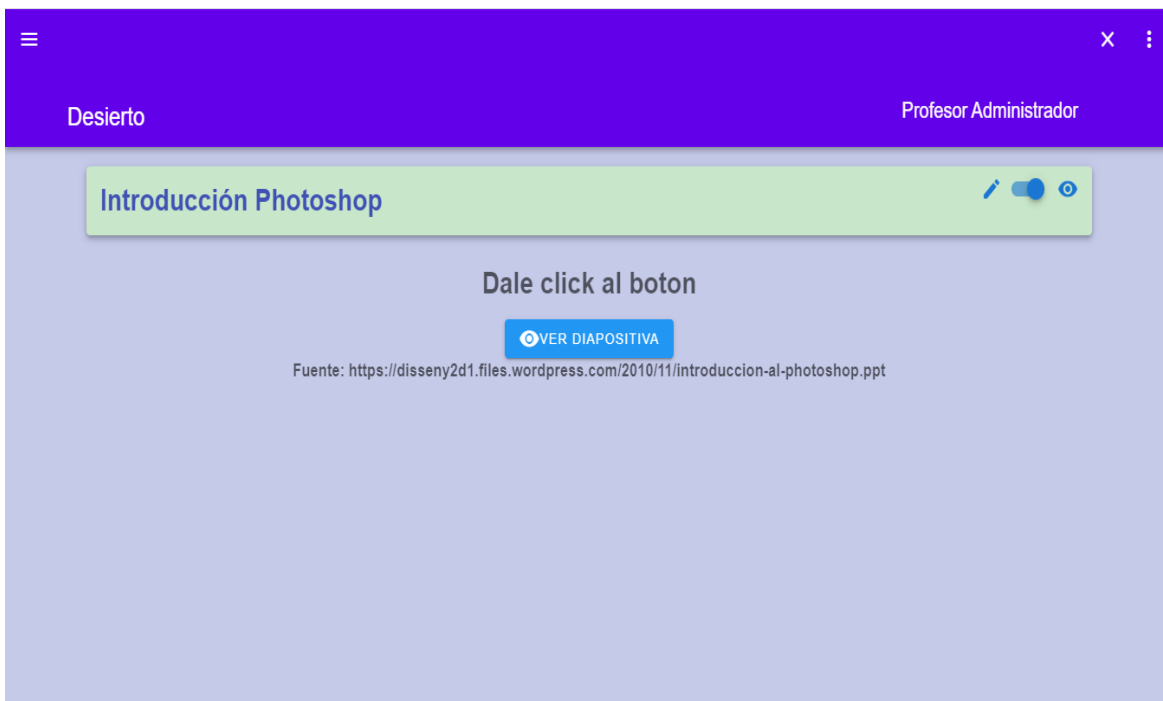 Desierto
Profesor Administrador
Introducción Photoshop
Dale click al boton
VER DIAPOSITIVA
Fuente: https://disseny2d1.files.wordpress.com/2010/11/introduccion-al-photoshop.ppt